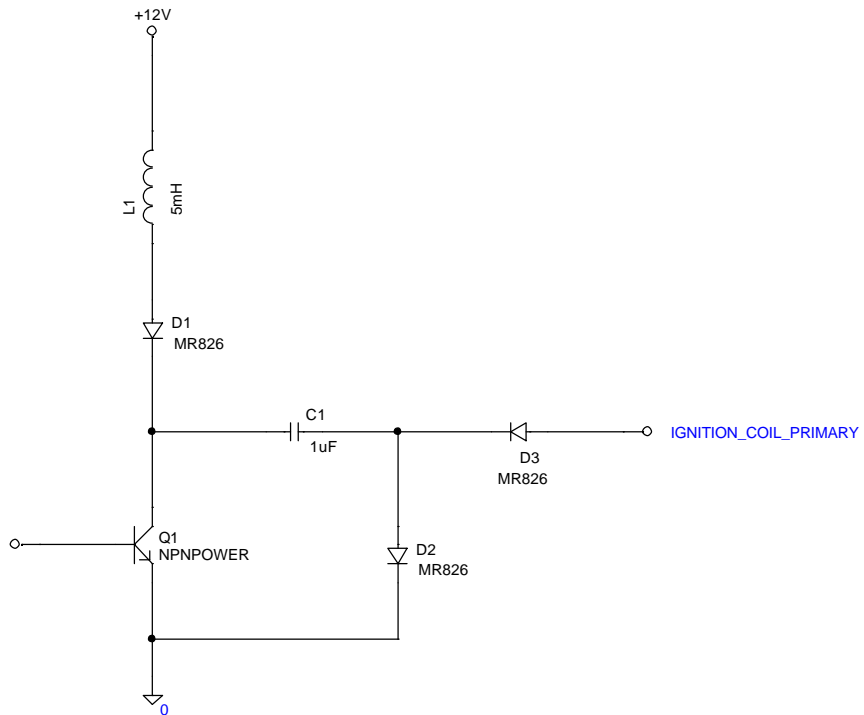 +12V
L1
5mH
D1
MR826
C1
1uF
IGNITION_COIL_PRIMARY
D3
MR826
Q1
NPNPOWER
D2
MR826
0